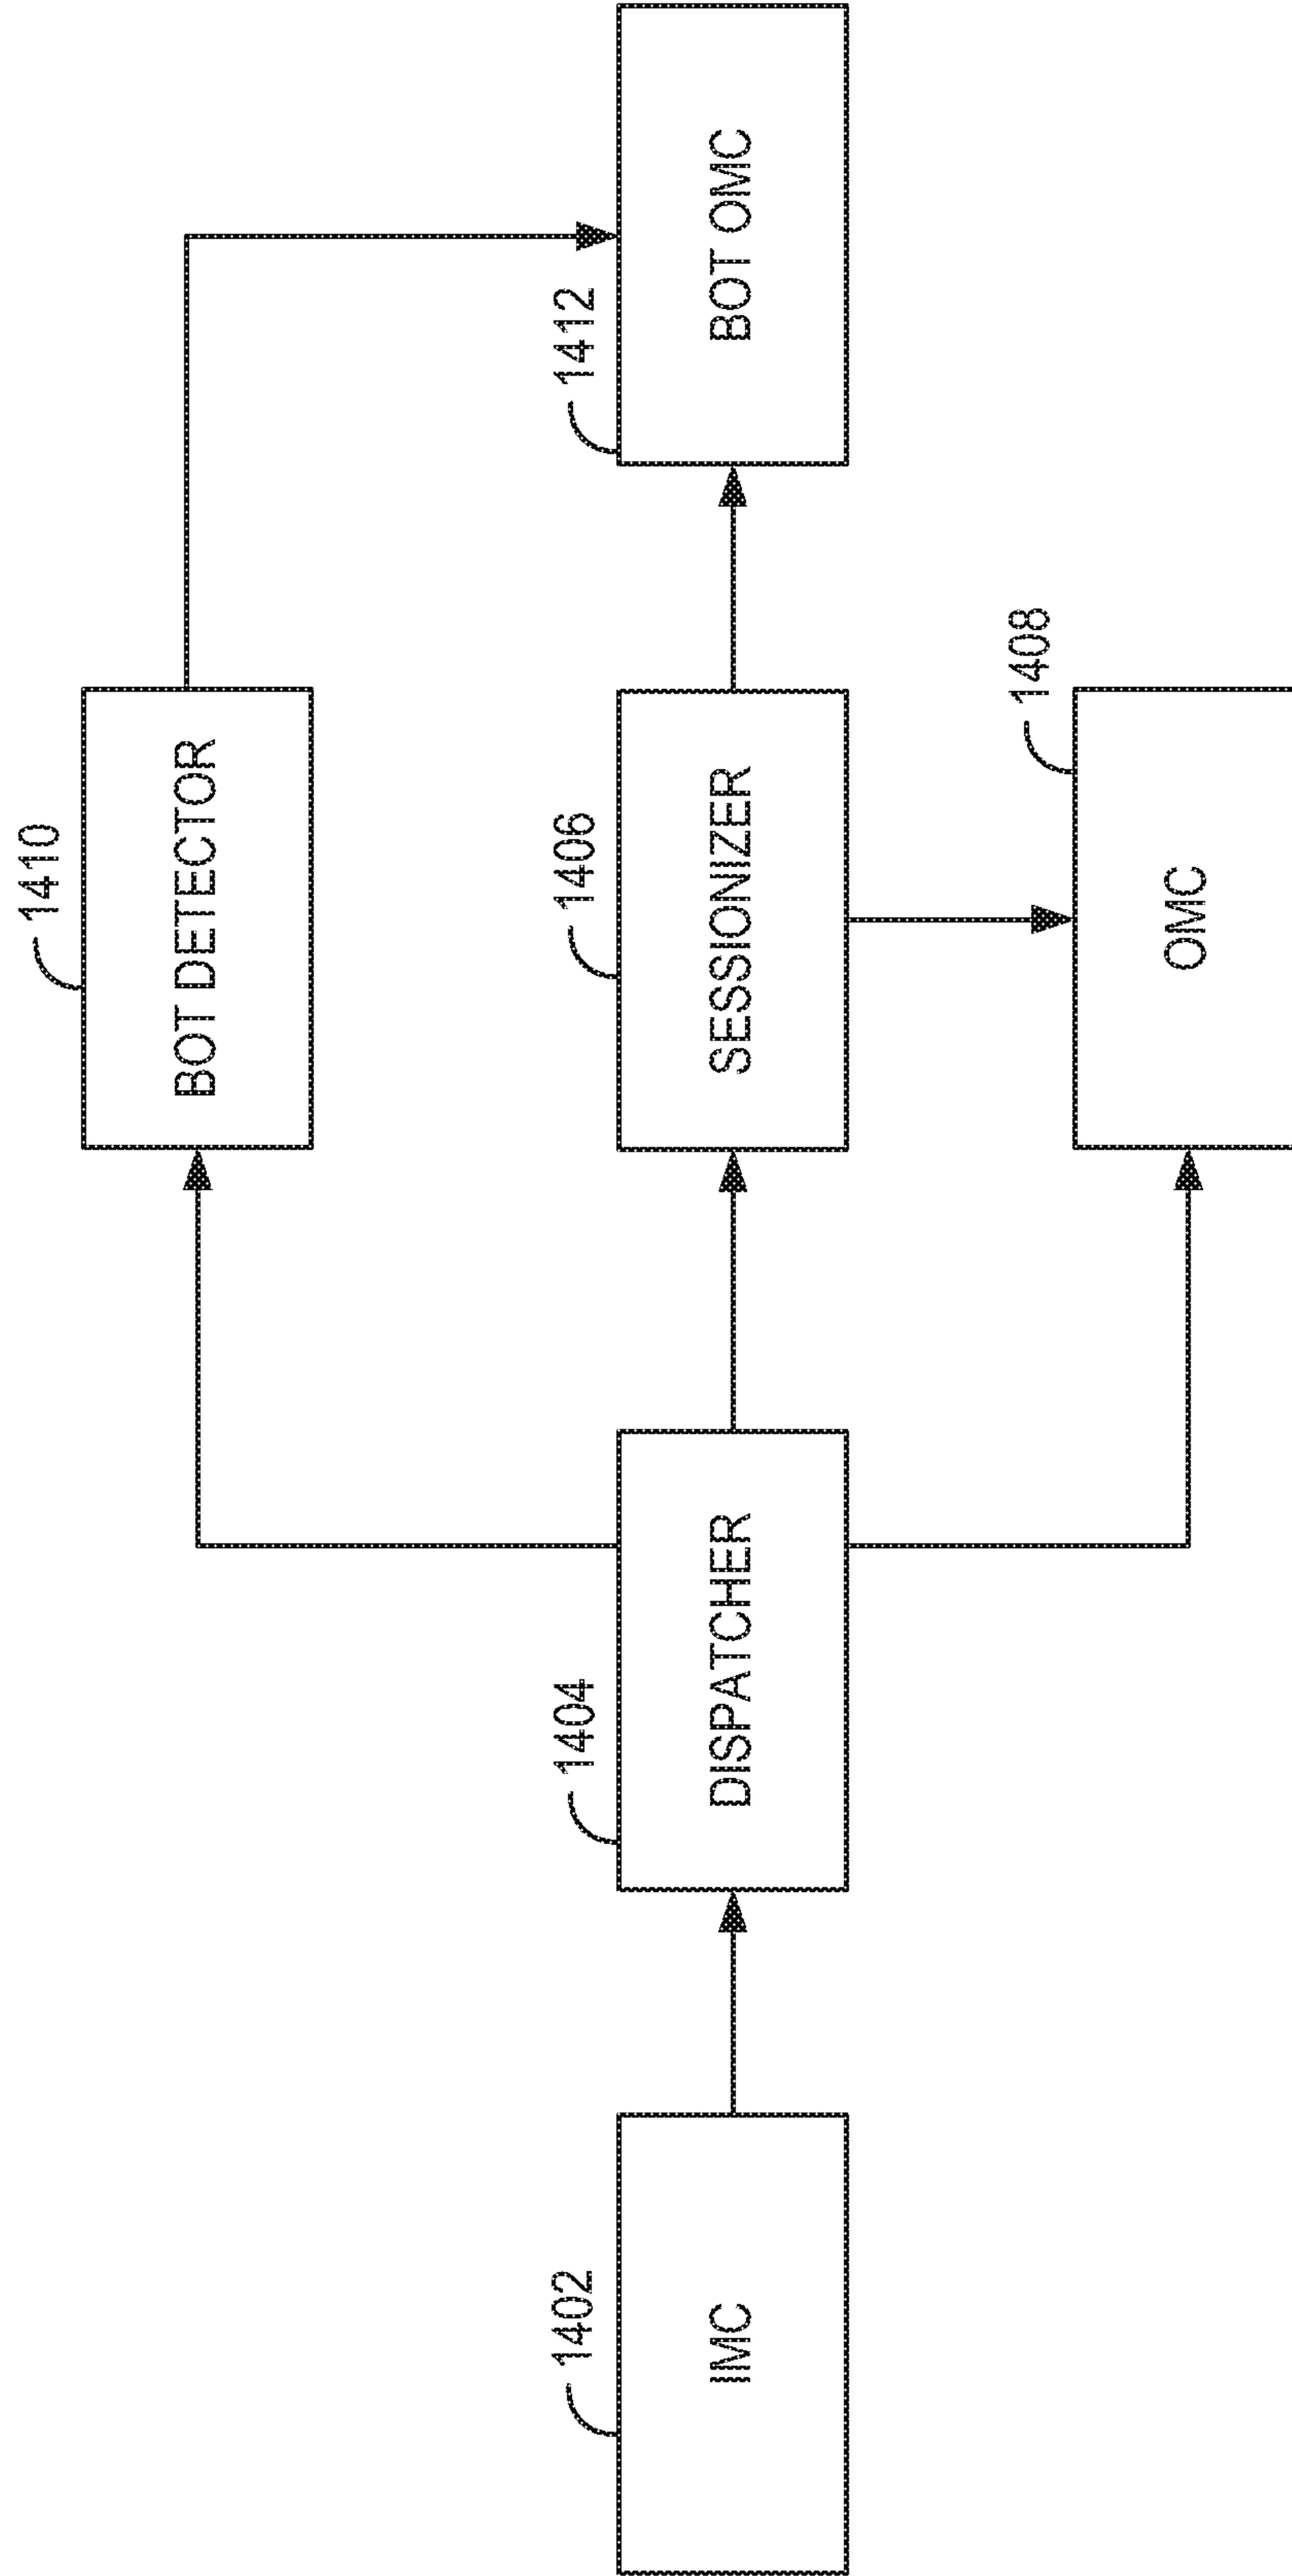 1410
BOT DETECTOR
1402
IMC
1404
DISPATCHER
1406
SESSIONIZER
1412
BOT OMC
1408
OMC